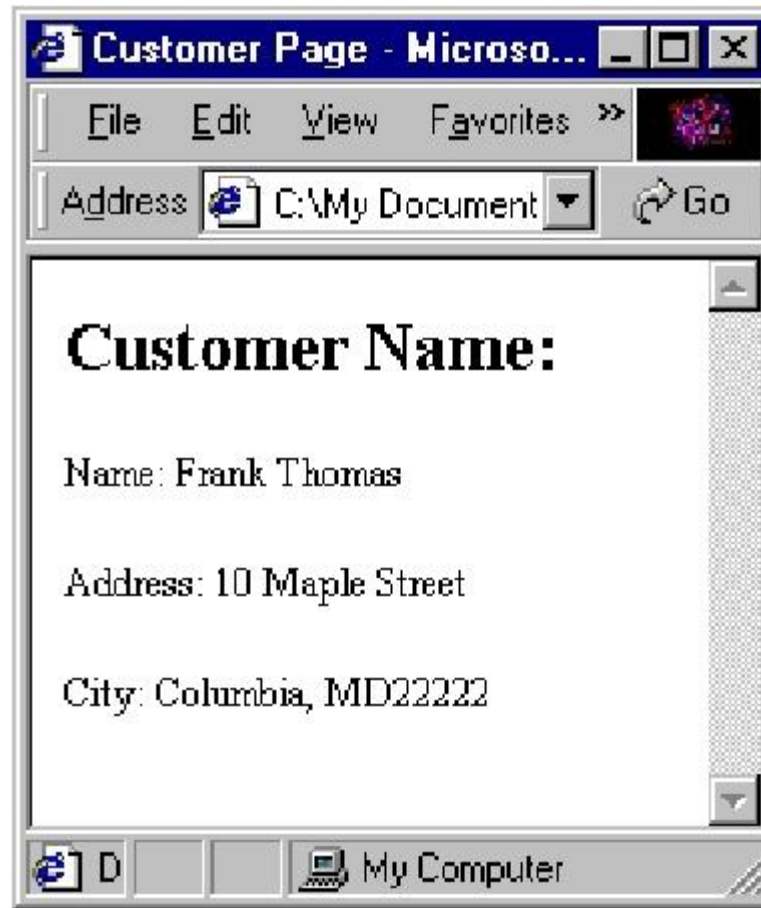 Customer Page - Microso...
File Edit View Favorites »
Address C:\My Document Go
Customer Name:
Name: Frank Thomas
Address: 10 Maple Street
City: Columbia, MD22222
D My Computer